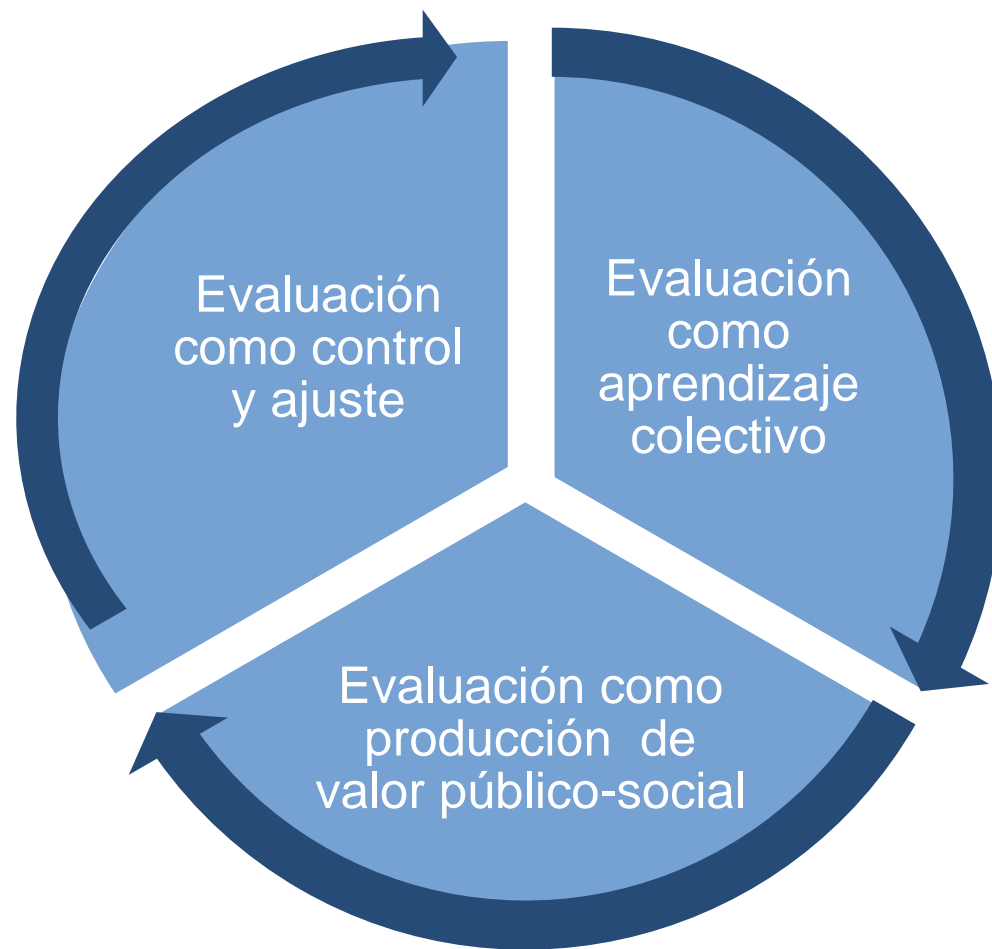 Evaluación
como control
y ajuste
Evaluación
como
aprendizaje
colectivo
Evaluación como
producción  de
valor público-social